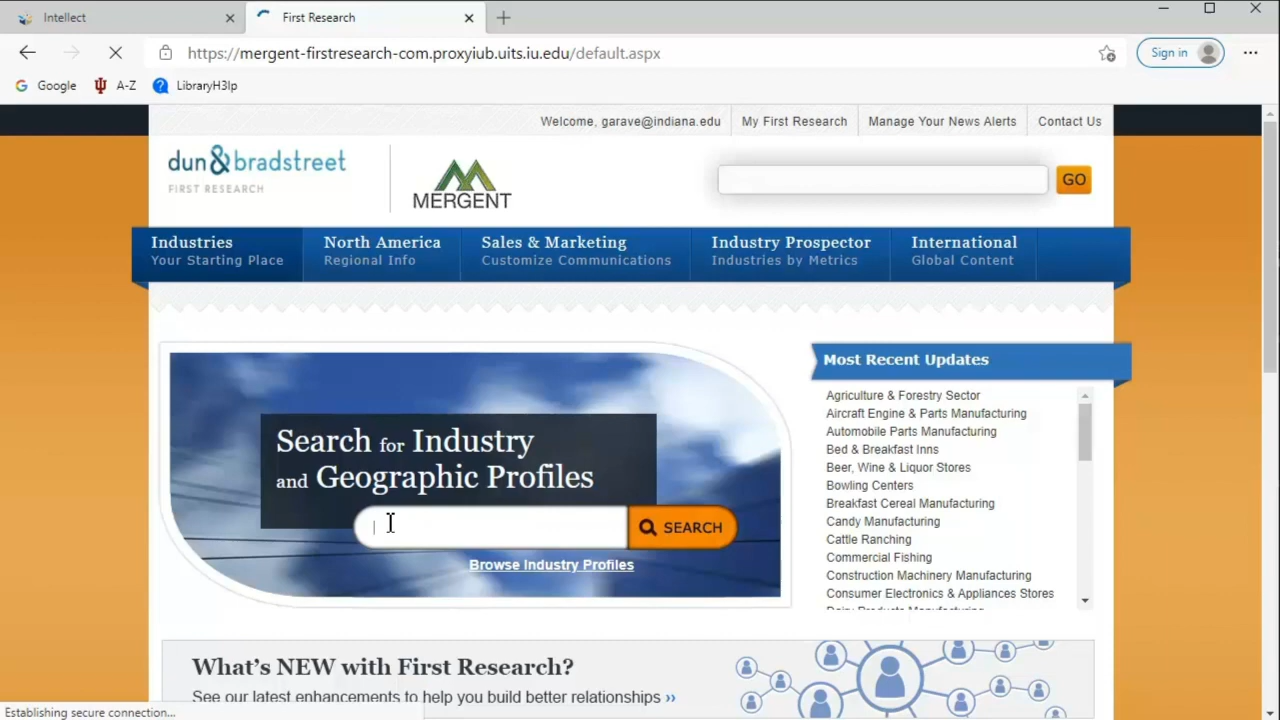 Intellect
First Research
https://mergent-firstresearch-com.proxyiub.uits.iu.edu/default.aspx
Sign in
Google
A-Z
LibraryH3lp
Welcome, garave@indiana.edu
My First Research
Manage Your News Alerts
Contact Us
dun&bradstreet
FIRST RESEARCH
MERGENT
GO
Industries
Your Starting Place
North America
Regional Info
Sales & Marketing
Customize Communications
Industry Prospector
Industries by Metrics
International
Global Content
Search for Industry
and Geographic Profiles
SEARCH
Browse Industry Profiles
Most Recent Updates
Agriculture & Forestry Sector
Aircraft Engine & Parts Manufacturing
Automobile Parts Manufacturing
Bed & Breakfast Inns
Beer, Wine & Liquor Stores
Bowling Centers
Breakfast Cereal Manufacturing
Candy Manufacturing
Cattle Ranching
Commercial Fishing
Construction Machinery Manufacturing
Consumer Electronics & Appliances Stores
Dairy Products Manufacturing
What's NEW with First Research?
See our latest enhancements to help you build better relationships ››
Establishing secure connection...